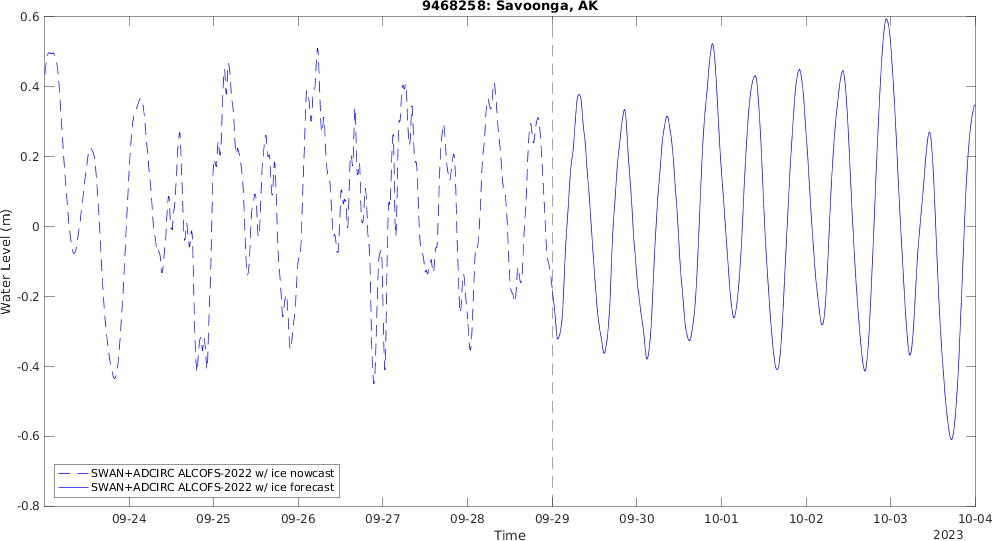 9468258: Savoonga, AK
0.6
0.4
0.2
0
-0.2
-0.4
-0.6
-0.8
Water Level (m)
SWAN+ADCIRC ALCOFS-2022 w/ ice nowcast
SWAN+ADCIRC ALCOFS-2022 w/ ice forecast
09-24 09-25 09-26 09-27 09-28 09-29 09-30 10-01 10-02 10-03 10-04
Time
2023